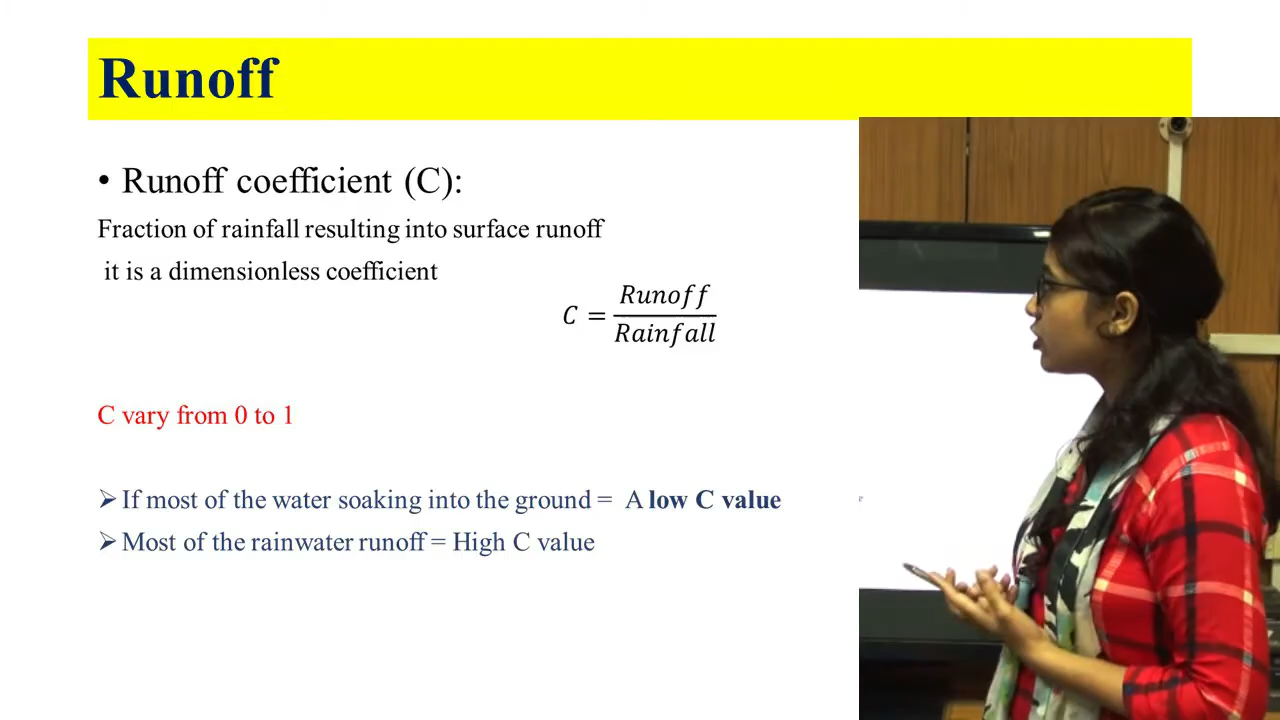 Runoff
• Runoff coefficient (C):
Fraction of rainfall resulting into surface runoff
it is a dimensionless coefficient
C = Runoff / Rainfall
C vary from 0 to 1
➢ If most of the water soaking into the ground = A low C value
➢ Most of the rainwater runoff = High C value